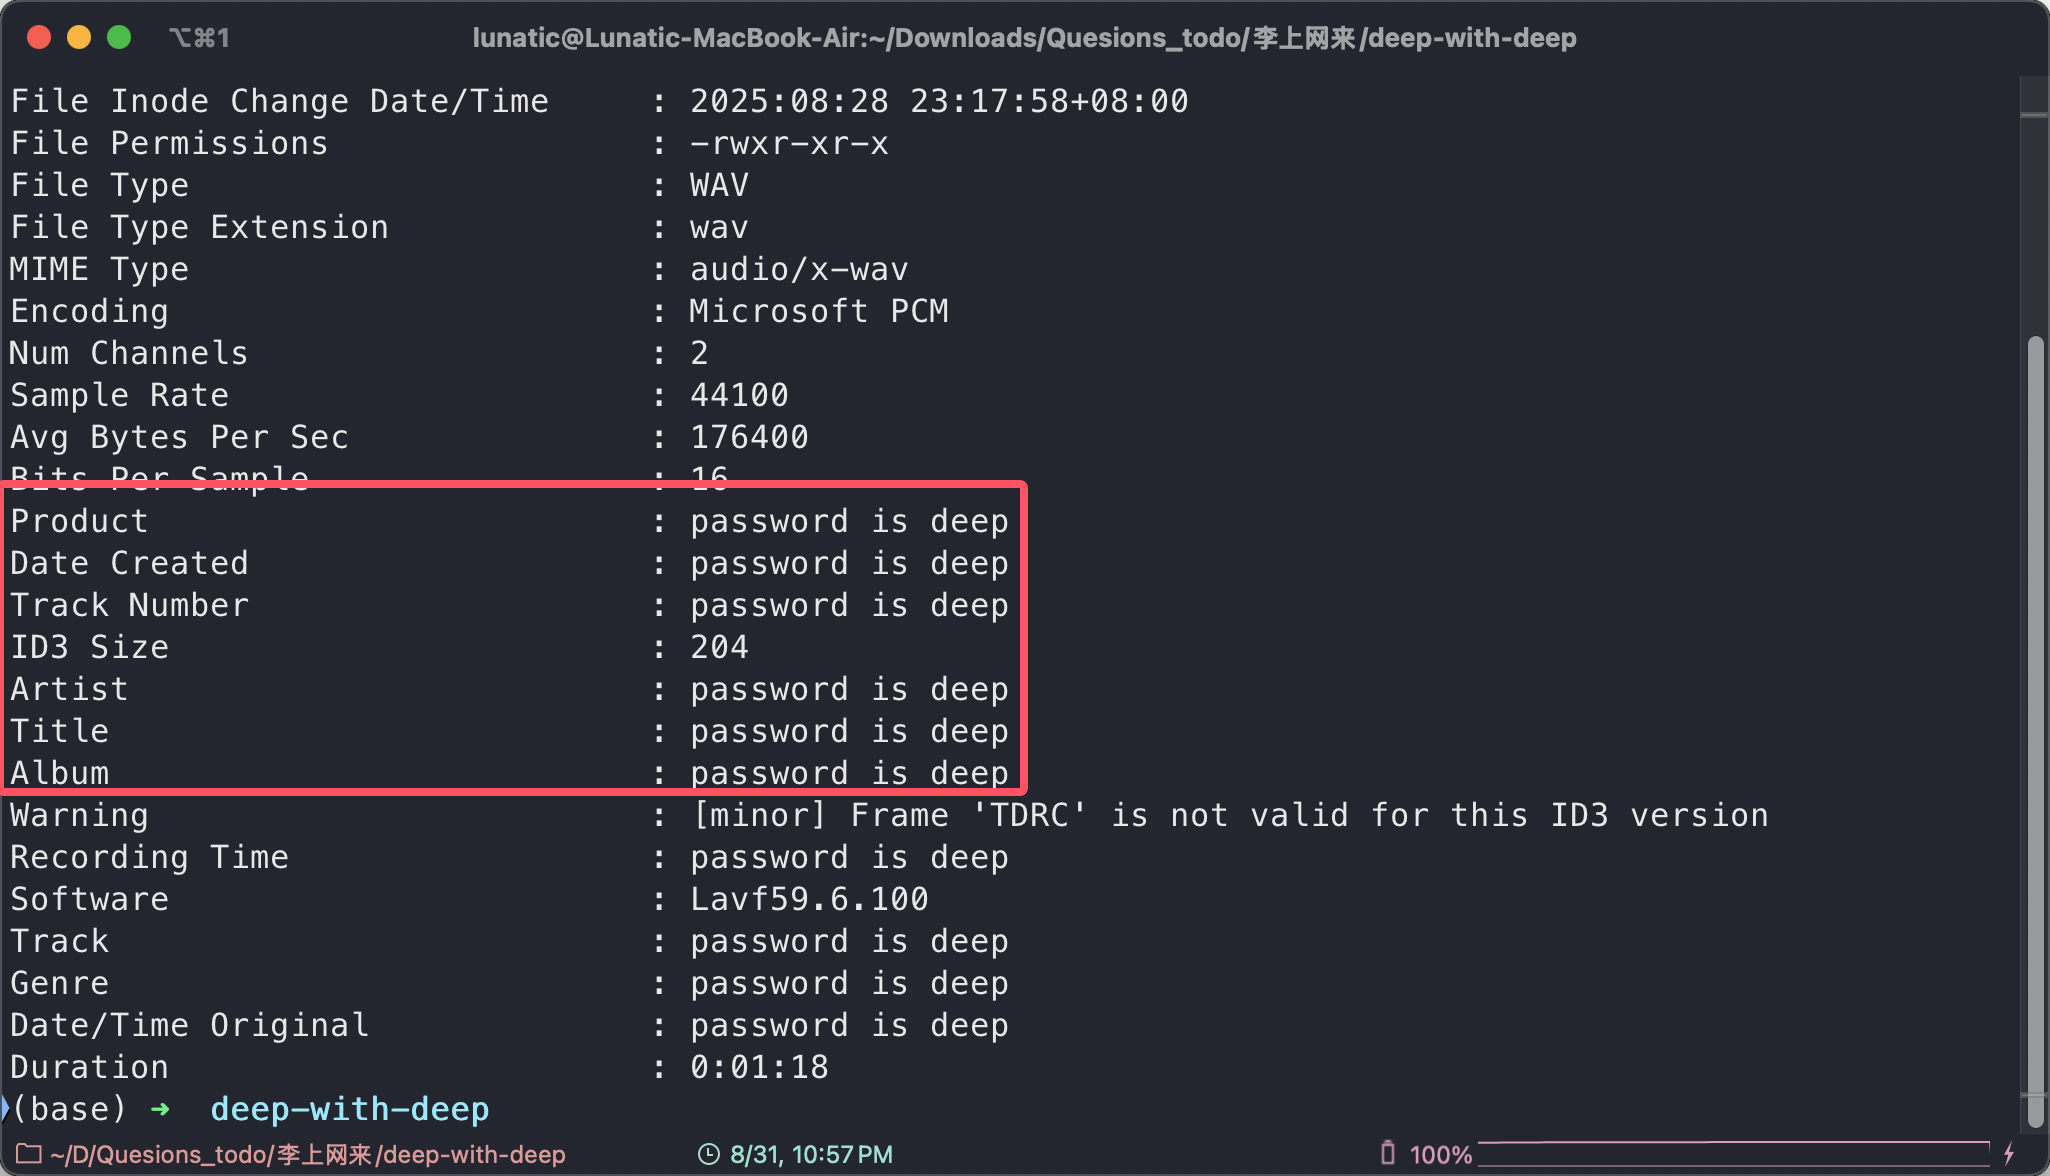 ⌥⌘1 lunatic@Lunatic-MacBook-Air:~/Downloads/Quesions_todo/李上网来/deep-with-deep
File Inode Change Date/Time : 2025:08:28 23:17:58+08:00
File Permissions : -rwxr-xr-x
File Type : WAV
File Type Extension : wav
MIME Type : audio/x-wav
Encoding : Microsoft PCM
Num Channels : 2
Sample Rate : 44100
Avg Bytes Per Sec : 176400
Bits Per Sample : 16
Product : password is deep
Date Created : password is deep
Track Number : password is deep
ID3 Size : 204
Artist : password is deep
Title : password is deep
Album : password is deep
Warning : [minor] Frame 'TDRC' is not valid for this ID3 version
Recording Time : password is deep
Software : Lavf59.6.100
Track : password is deep
Genre : password is deep
Date/Time Original : password is deep
Duration : 0:01:18
(base) ➜ deep-with-deep
~/D/Quesions_todo/李上网来/deep-with-deep 8/31, 10:57 PM 100%